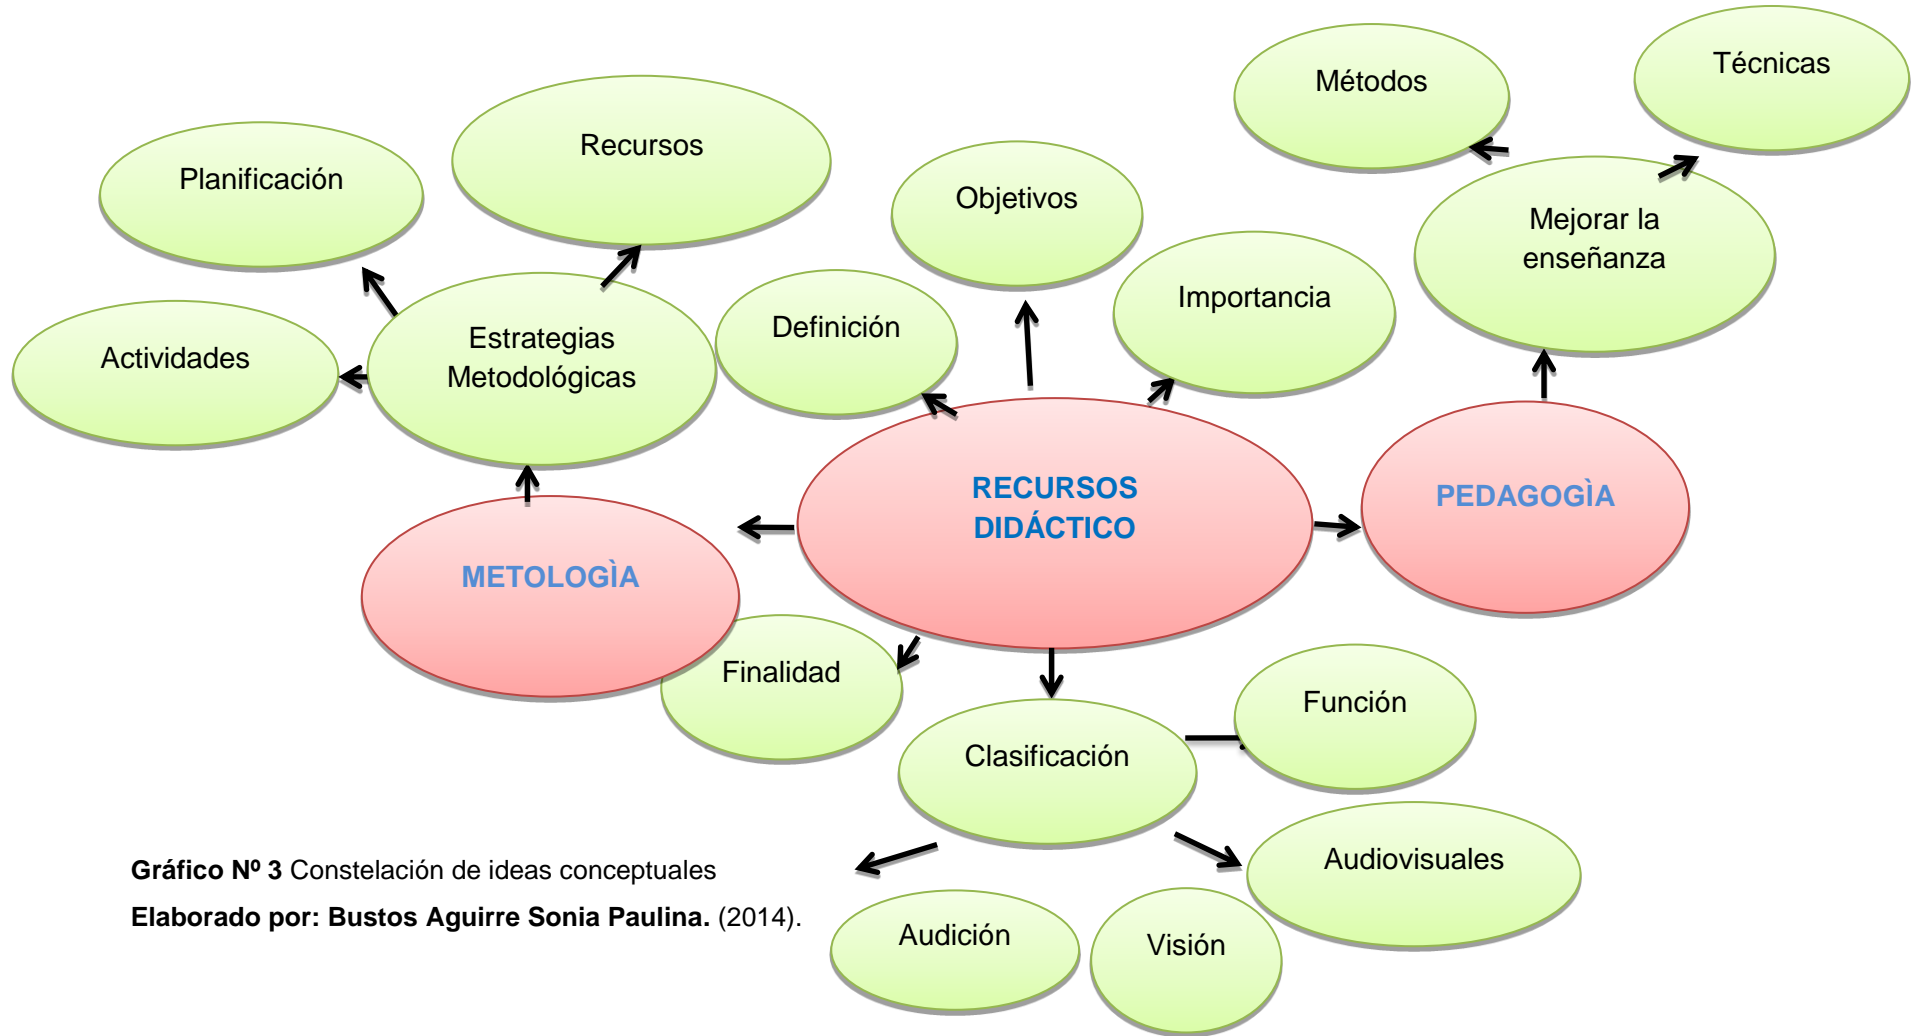 Técnicas
Métodos
Recursos
Planificación
Objetivos
Mejorar la
enseñanza
Importancia
Definición
Estrategias
Metodológicas
Actividades
RECURSOS
DIDÁCTICO
PEDAGOGÌA
METOLOGÌA
Finalidad
Función
Clasificación
Audiovisuales
Gráfico Nº 3 Constelación de ideas conceptuales
Elaborado por: Bustos Aguirre Sonia Paulina. (2014).
Audición
Visión